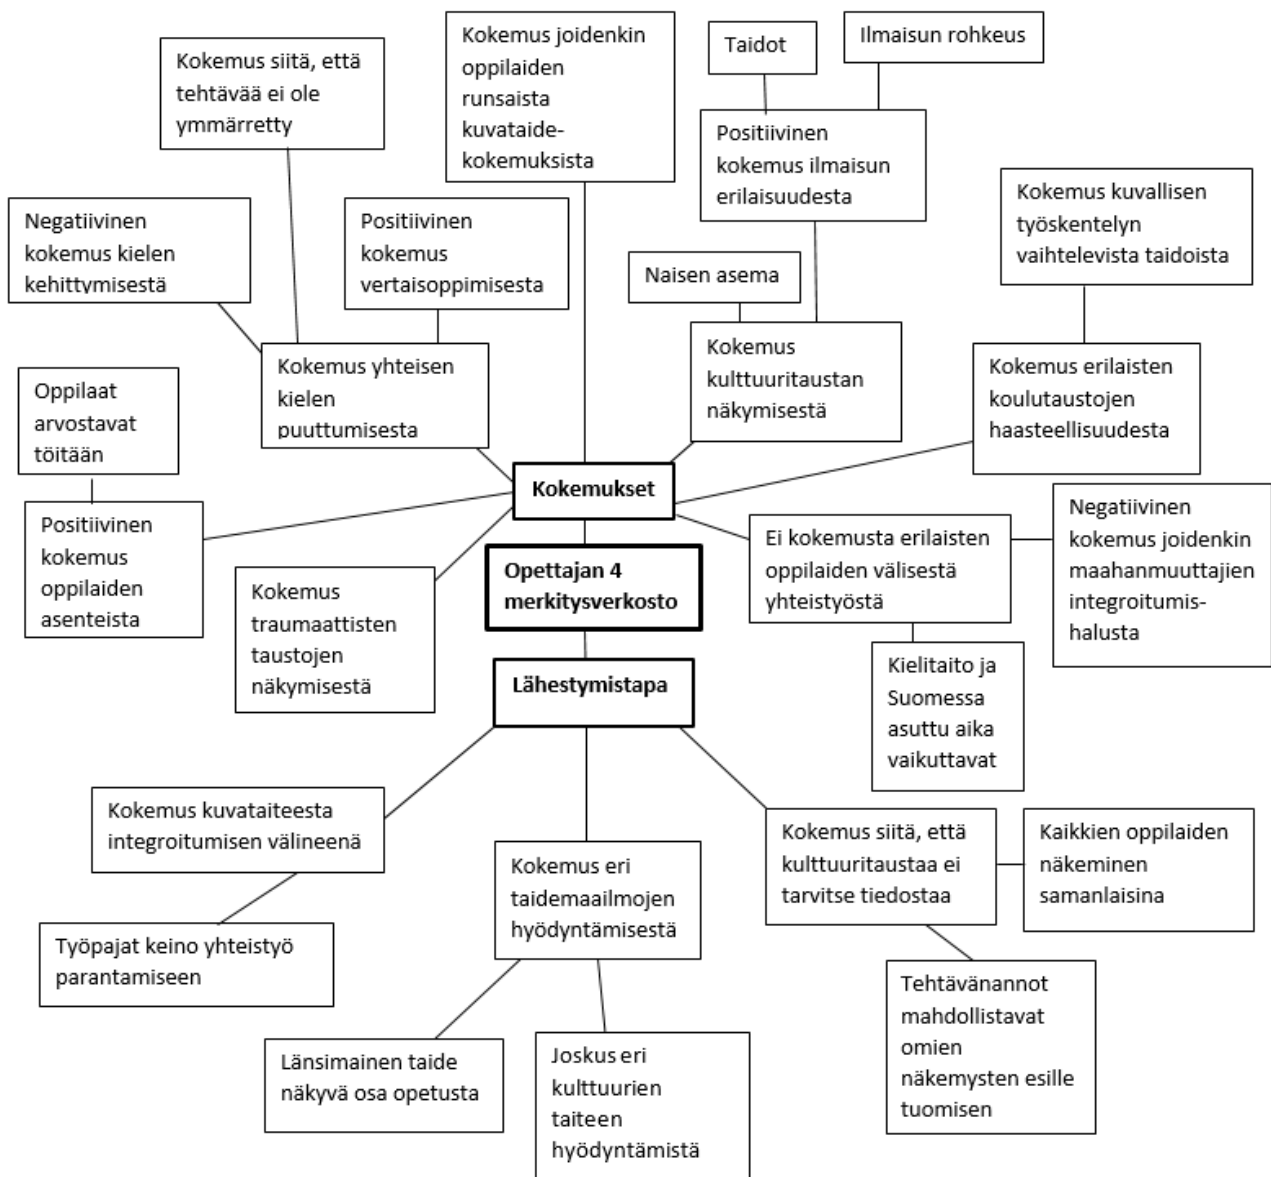 Kokemus siitä, että
tehtävää ei ole
ymmärretty
Kokemus joidenkin
oppilaiden
runsaista
kuvataide-
kokemuksista
Taidot
Ilmaisun rohkeus
Positiivinen
kokemus ilmaisun
erilaisuudesta
Kokemus kuvallisen
työskentelyn
vaihtelevista taidoista
Negatiivinen
kokemus kielen
kehittymisestä
Positiivinen
kokemus
vertaisoppimisesta
Naisen asema
Kokemus yhteisen
kielen
puuttumisesta
Kokemus
kulttuuritaustan
näkymisestä
Kokemus erilaisten
koulutaustojen
haasteellisuudesta
Oppilaat
arvostavat
töitään
Kokemukset
Positiivinen
kokemus
oppilaiden
asenteista
Kokemus
traumaattisten
taustojen
näkymisestä
Opettajan 4
merkitysverkosto
Ei kokemusta erilaisten
oppilaiden välisestä
yhteistyöstä
Negatiivinen
kokemus joidenkin
maahanmuuttajien
integroitumis-
halusta
Kielitaito ja
Suomessa
asuttu aika
vaikuttavat
Lähestymistapa
Kokemus kuvataiteesta
integroitumisen välineenä
Työpajat keino yhteistyö
parantamiseen
Kokemus eri
taidemaailmojen
hyödyntämisestä
Länsimainen taide
näkyvä osa opetusta
Joskus eri
kulttuurien
taiteen
hyödyntämistä
Kokemus siitä, että
kulttuuritaustaa ei
tarvitse tiedostaa
Kaikkien oppilaiden
näkeminen
samanlaisina
Tehtävänannot
mahdollistavat
omien
näkemysten esille
tuomisen